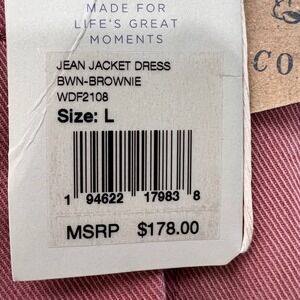 MADE FOR
LIFE'S GREAT
MOMENTS
JEAN JACKET DRESS
BWN-BROWNIE
WDF2108
Size: L
1 94622 17983 8
MSRP $178.00